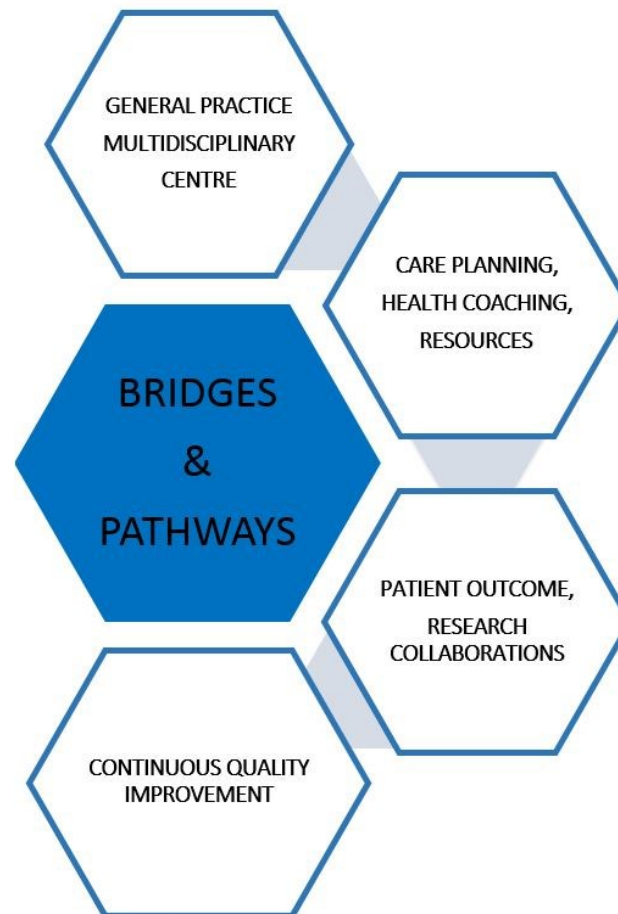 GENERAL PRACTICE
MULTIDISCIPLINARY
CENTRE
CARE PLANNING,
HEALTH COACHING,
RESOURCES
BRIDGES
&
PATHWAYS
PATIENT OUTCOME,
RESEARCH
COLLABORATIONS
CONTINUOUS QUALITY
IMPROVEMENT